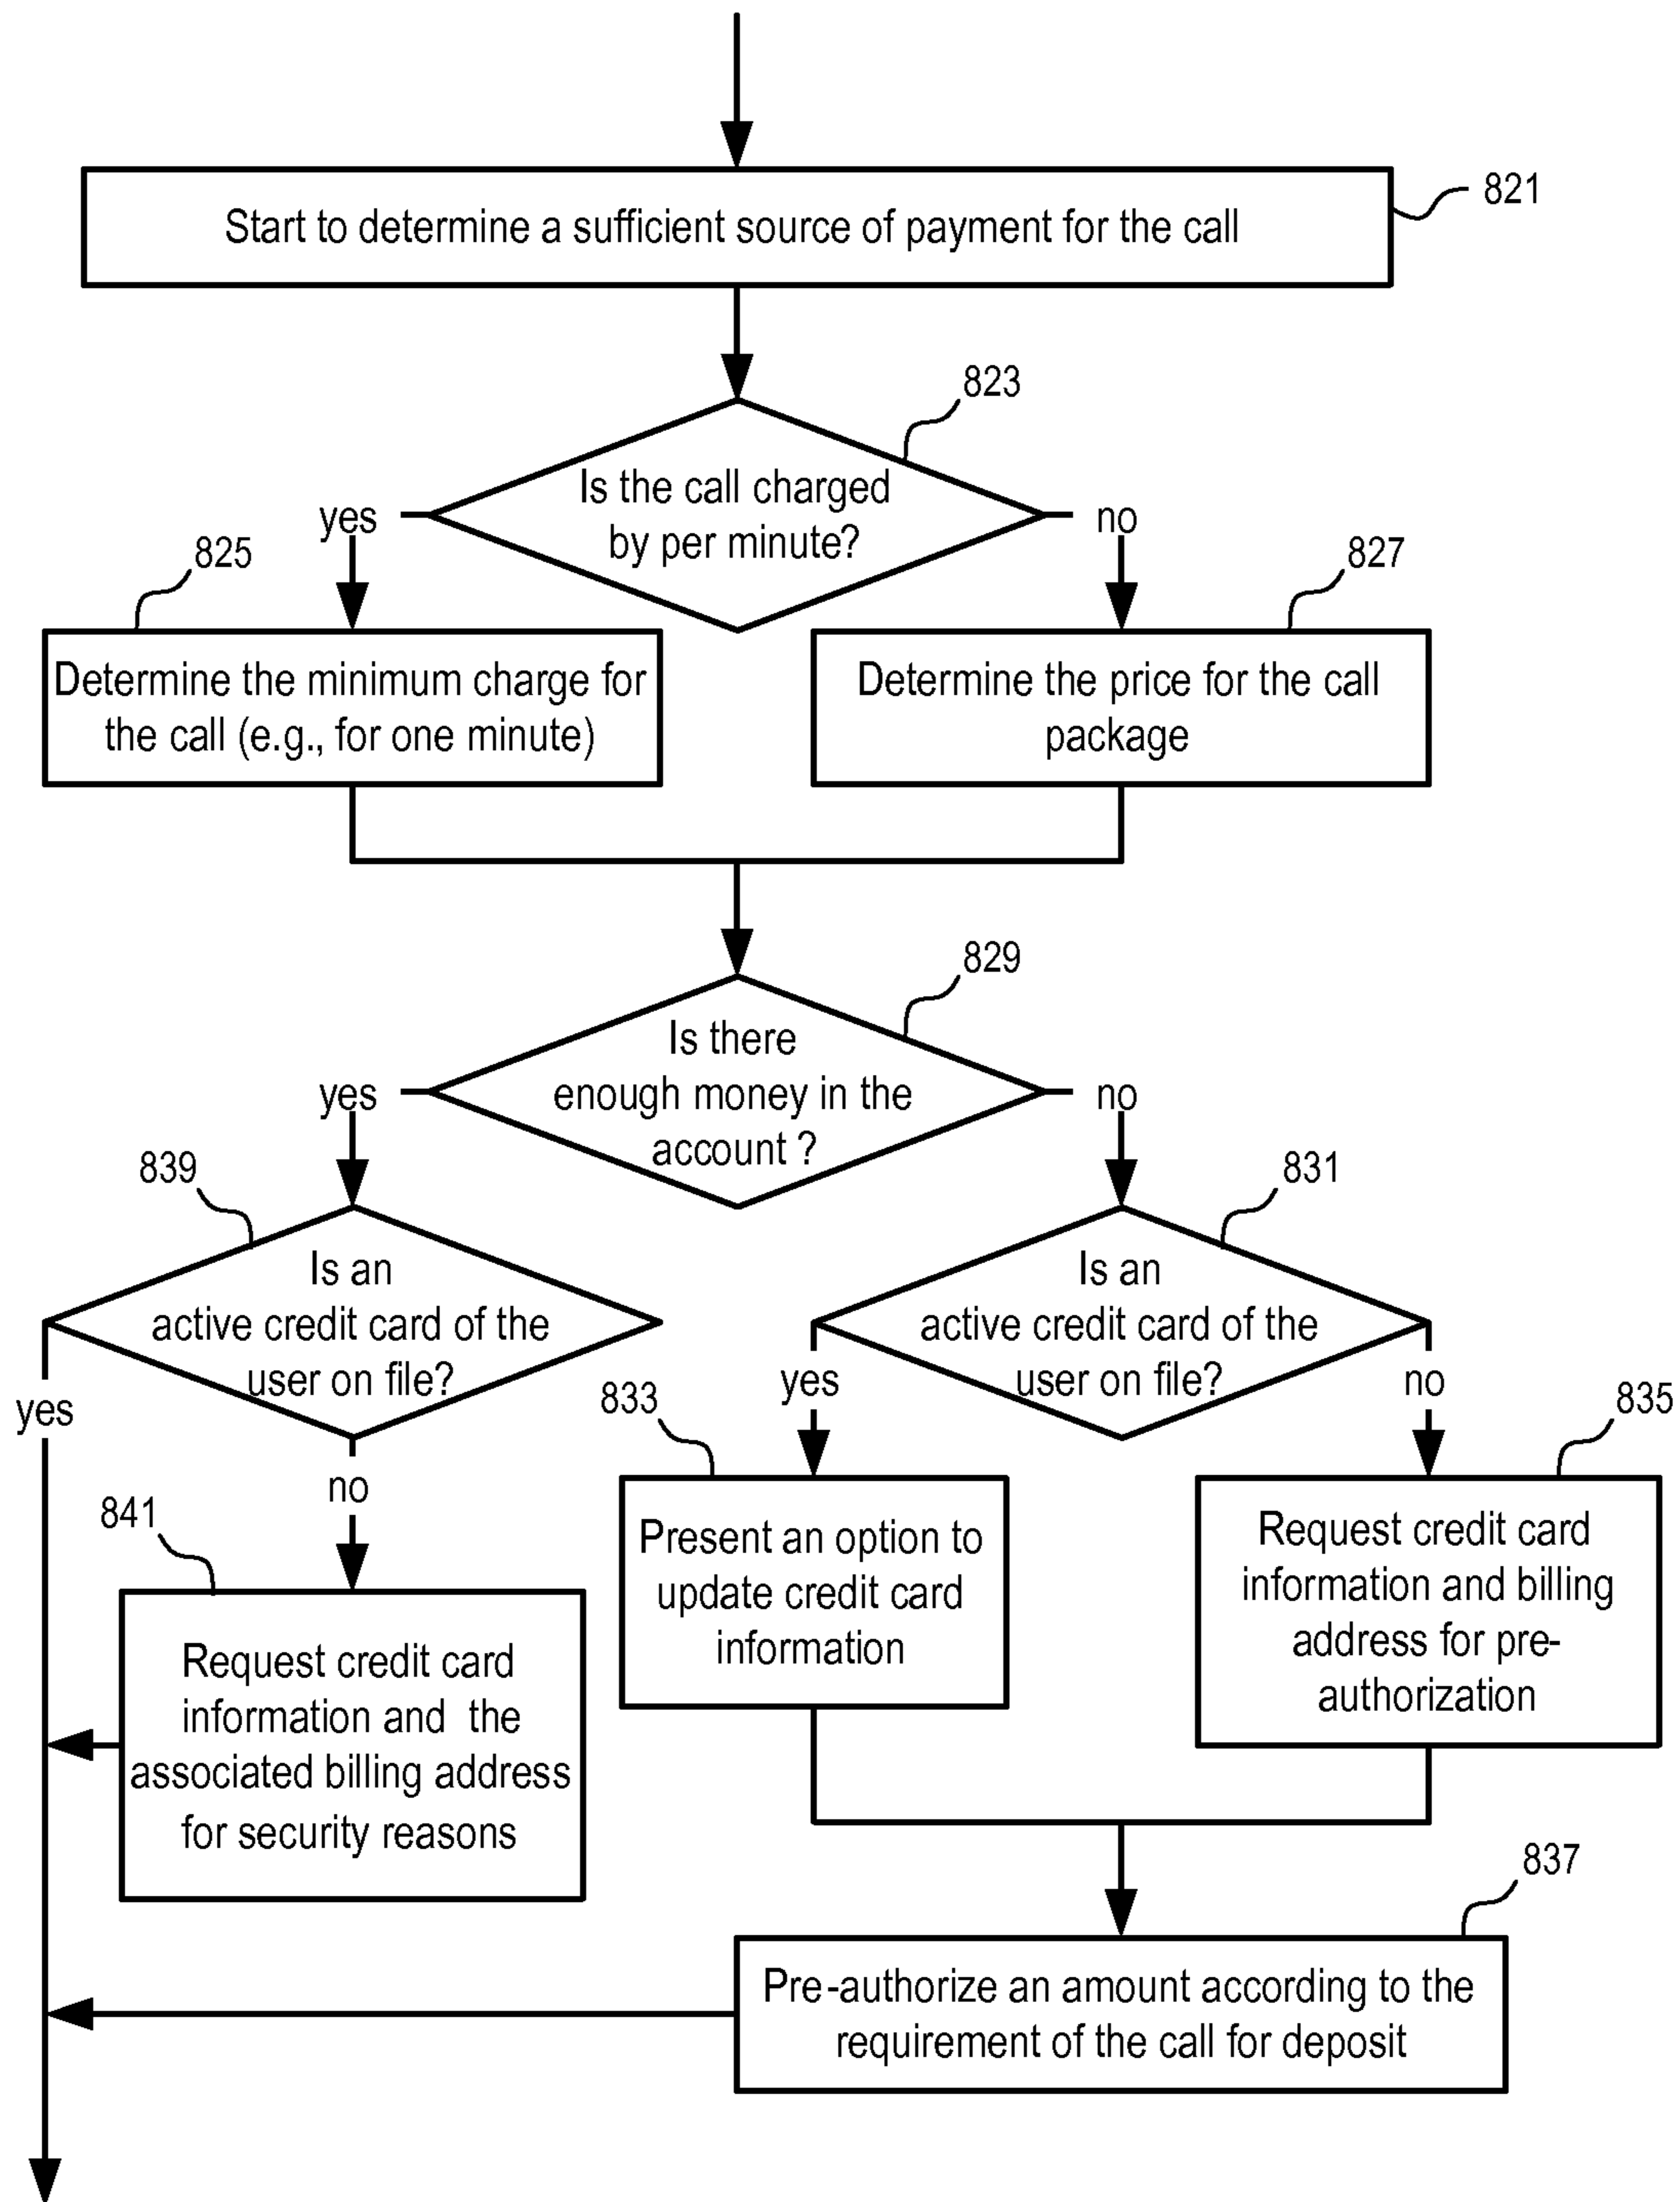 821
Start to determine a sufficient source of payment for the call
823
Is the call charged
by per minute?
yes
no
825
827
Determine the minimum charge for
the call (e.g., for one minute)
Determine the price for the call
package
829
Is there
enough money in the
account ?
yes
no
839
831
Is an
active credit card of the
user on file?
Is an
active credit card of the
user on file?
yes
no
yes
no
833
835
841
Present an option to
update credit card
information
Request credit card
information and billing
address for pre-
authorization
Request credit card
information and the
associated billing address
for security reasons
837
Pre-authorize an amount according to the
requirement of the call for deposit